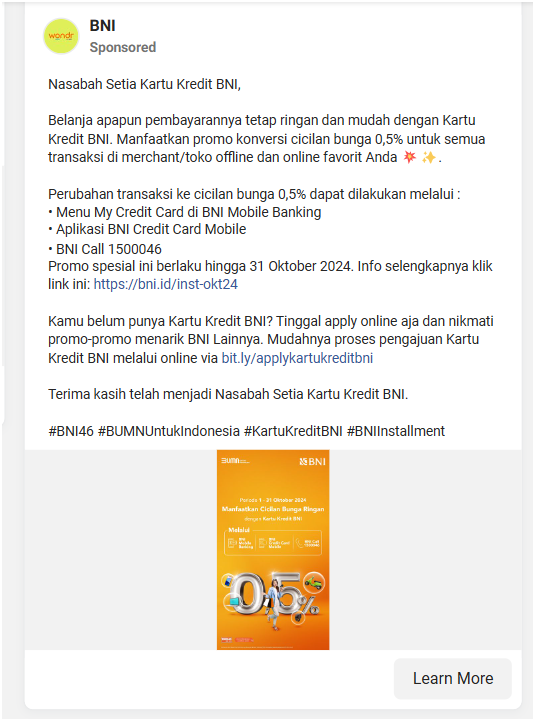 wondr
BNI
Sponsored
Nasabah Setia Kartu Kredit BNI,
Belanja apapun pembayarannya tetap ringan dan mudah dengan Kartu
Kredit BNI. Manfaatkan promo konversi cicilan bunga 0,5% untuk semua
transaksi di merchant/toko offline dan online favorit Anda 💥 ✨.
Perubahan transaksi ke cicilan bunga 0,5% dapat dilakukan melalui :
• Menu My Credit Card di BNI Mobile Banking
• Aplikasi BNI Credit Card Mobile
• BNI Call 1500046
Promo spesial ini berlaku hingga 31 Oktober 2024. Info selengkapnya klik
link ini: https://bni.id/inst-okt24
Kamu belum punya Kartu Kredit BNI? Tinggal apply online aja dan nikmati
promo-promo menarik BNI Lainnya. Mudahnya proses pengajuan Kartu
Kredit BNI melalui online via bit.ly/applykartukreditbni
Terima kasih telah menjadi Nasabah Setia Kartu Kredit BNI.
#BNI46 #BUMNUntukIndonesia #KartuKreditBNI #BNIInstallment
BUMN BNI
Periode 1 - 31 Oktober 2024
Manfaatkan Cicilan Bunga Ringan
dengan Kartu Kredit BNI
Melalui
BNI Mobile Banking
BNI Credit Card Mobile
BNI Call 1500046
0,5%
Learn More